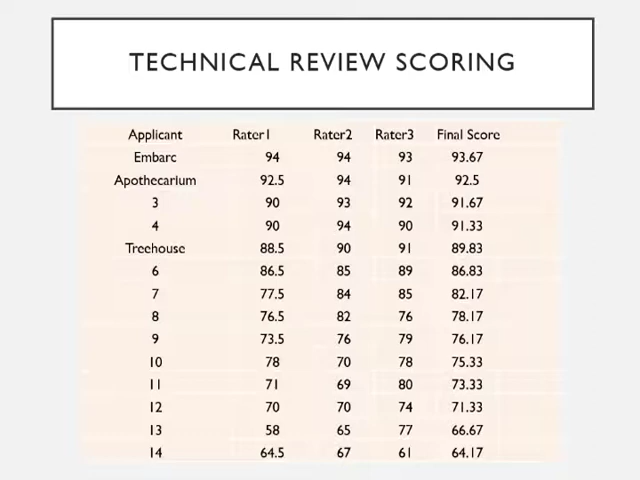 TECHNICAL REVIEW SCORING
Applicant Rater1 Rater2 Rater3 Final Score
Embarc 94 94 93 93.67
Apothecarium 92.5 94 91 92.5
3 90 93 92 91.67
4 90 94 90 91.33
Treehouse 88.5 90 91 89.83
6 86.5 85 89 86.83
7 77.5 84 85 82.17
8 76.5 82 76 78.17
9 73.5 76 79 76.17
10 78 70 78 75.33
11 71 69 80 73.33
12 70 70 74 71.33
13 58 65 77 66.67
14 64.5 67 61 64.17